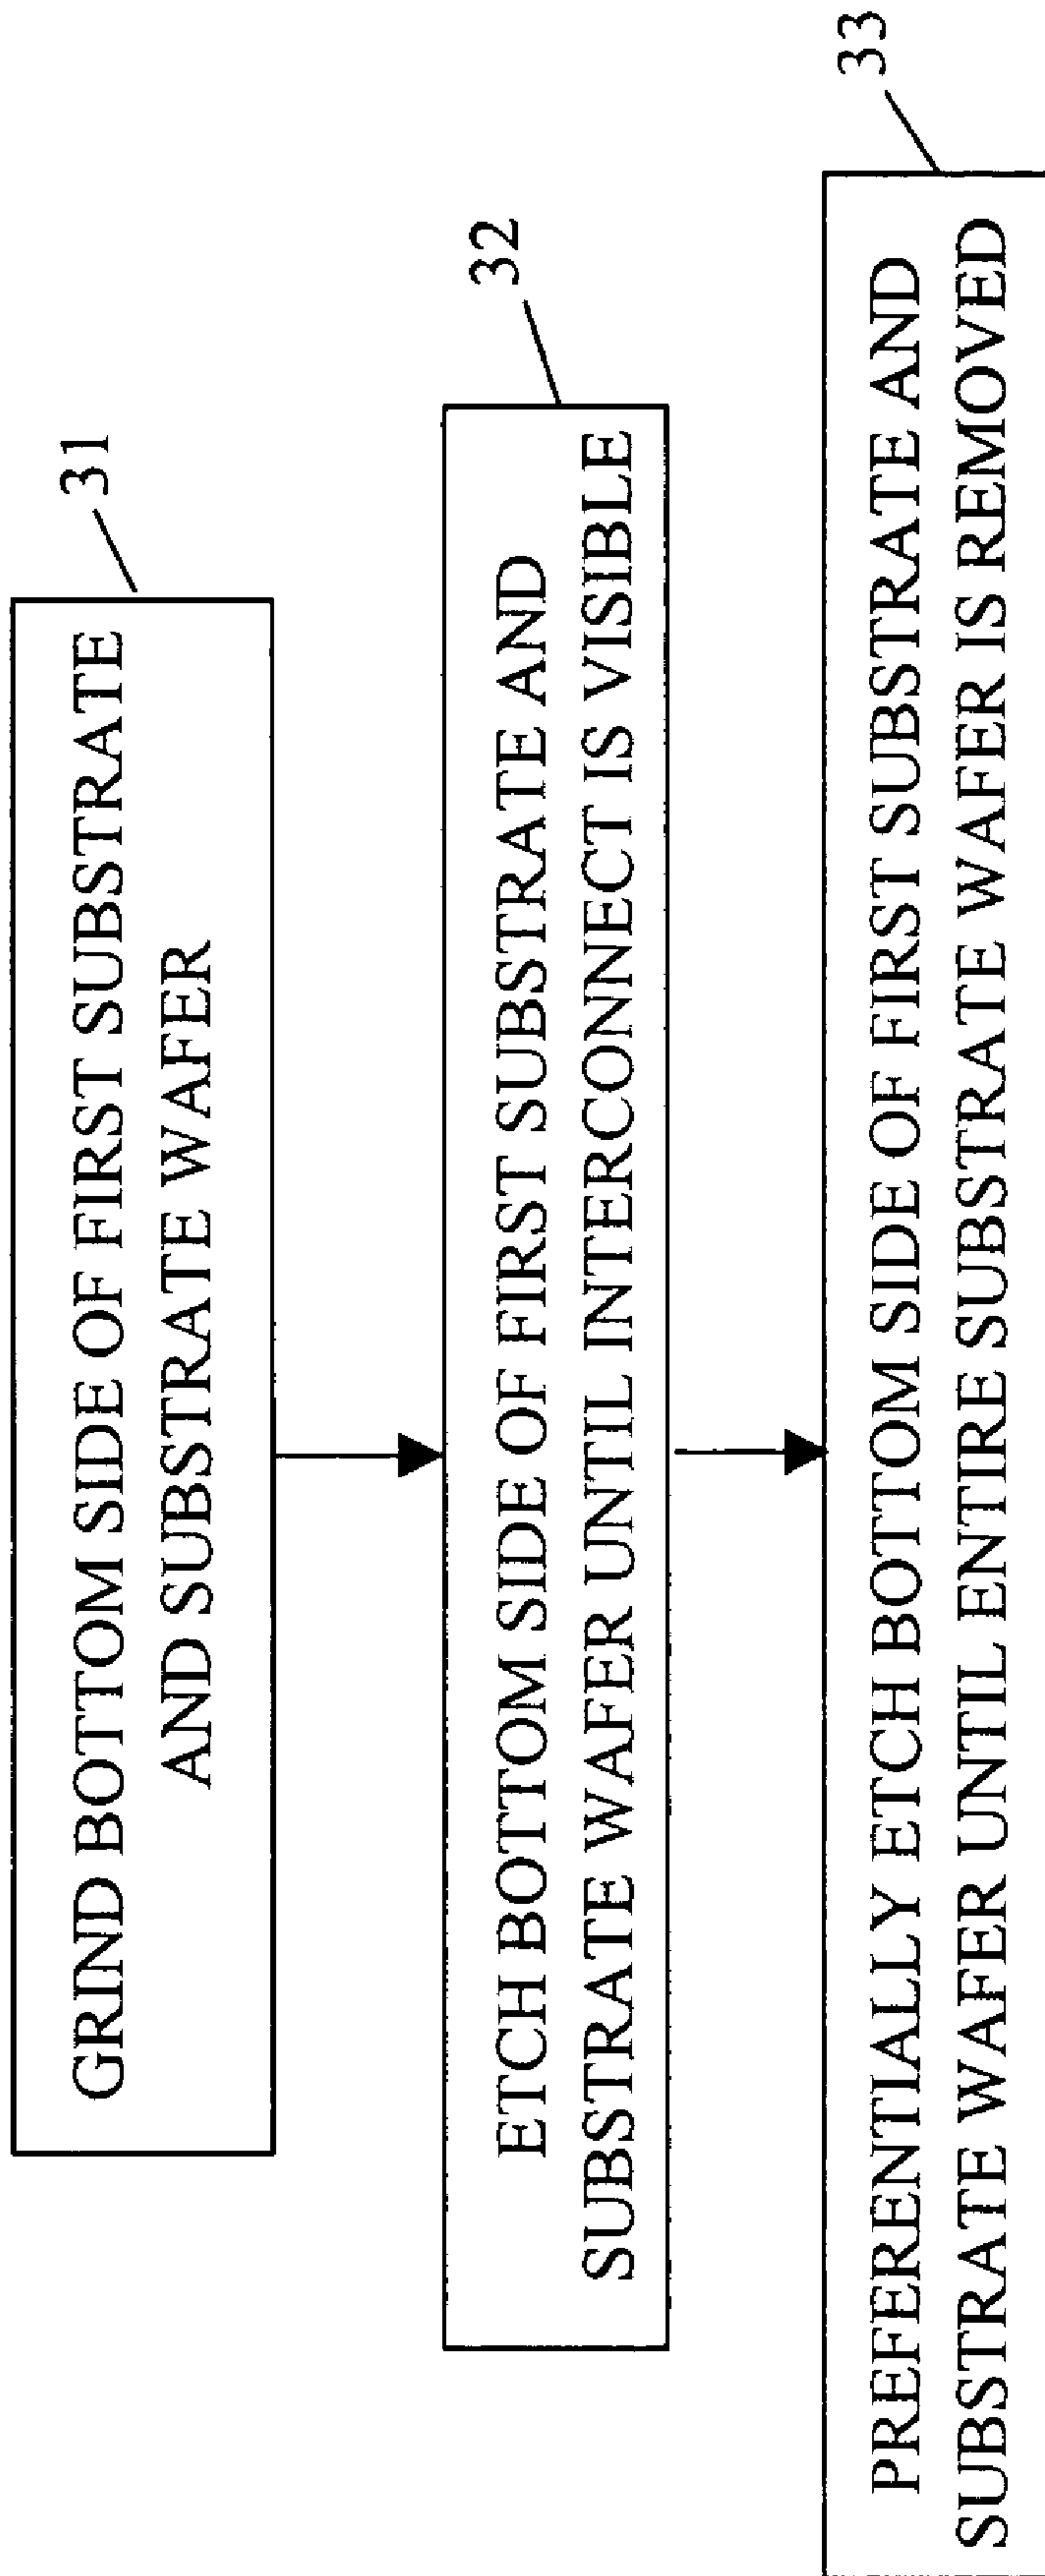 31
GRIND BOTTOM SIDE OF FIRST SUBSTRATE
AND SUBSTRATE WAFER
32
ETCH BOTTOM SIDE OF FIRST SUBSTRATE AND
SUBSTRATE WAFER UNTIL INTERCONNECT IS VISIBLE
33
PREFERENTIALLY ETCH BOTTOM SIDE OF FIRST SUBSTRATE AND
SUBSTRATE WAFER UNTIL ENTIRE SUBSTRATE WAFER IS REMOVED